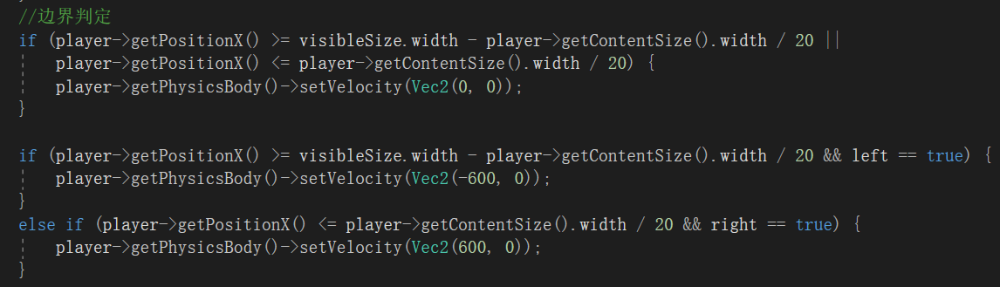 //边界判定
if (player->getPositionX() >= visibleSize.width - player->getContentSize().width / 20 ||
player->getPositionX() <= player->getContentSize().width / 20) {
player->getPhysicsBody()->setVelocity(Vec2(0, 0));
}
if (player->getPositionX() >= visibleSize.width - player->getContentSize().width / 20 && left == true) {
player->getPhysicsBody()->setVelocity(Vec2(-600, 0));
}
else if (player->getPositionX() <= player->getContentSize().width / 20 && right == true) {
player->getPhysicsBody()->setVelocity(Vec2(600, 0));
}